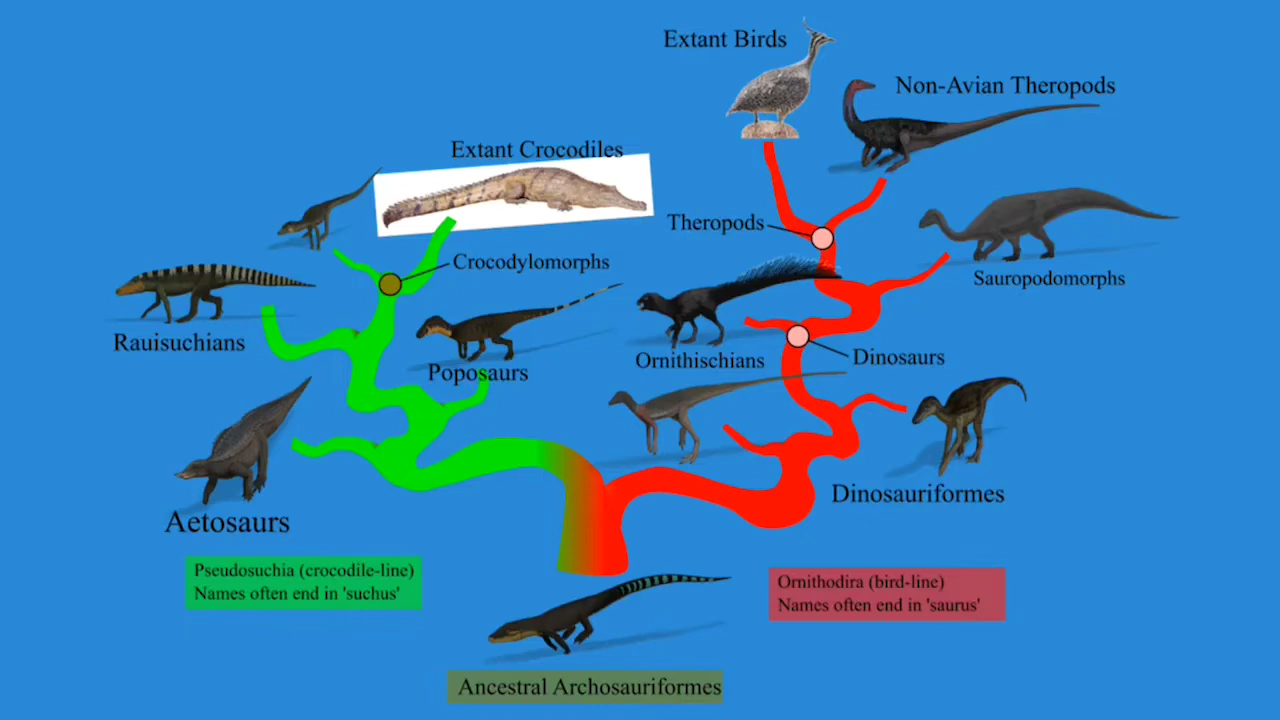 Extant Birds
Non-Avian Theropods
Extant Crocodiles
Theropods
Crocodylomorphs
Sauropodomorphs
Rauisuchians
Poposaurs
Ornithischians
Dinosaurs
Dinosauriformes
Aetosaurs
Pseudosuchia (crocodile-line)
Names often end in 'suchus'
Ornithodira (bird-line)
Names often end in 'saurus'
Ancestral Archosauriformes